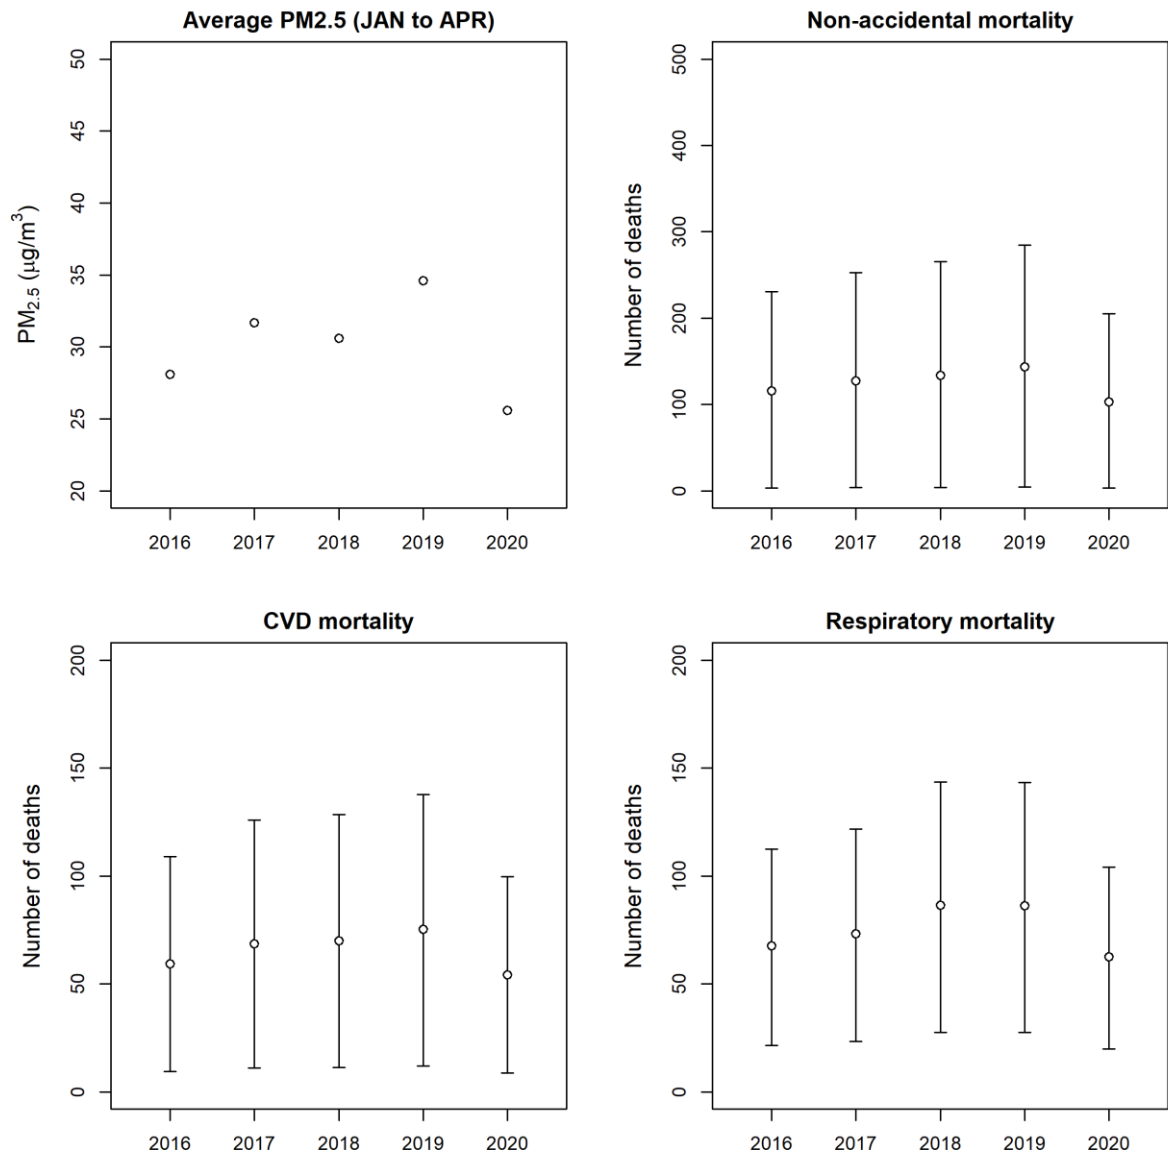 Average PM2.5 (JAN to APR)
PM2.5 (μg/m3)
50
45
40
35
30
25
20
2016 2017 2018 2019 2020
Non-accidental mortality
Number of deaths
500
400
300
200
100
0
2016 2017 2018 2019 2020
CVD mortality
Number of deaths
200
150
100
50
0
2016 2017 2018 2019 2020
Respiratory mortality
Number of deaths
200
150
100
50
0
2016 2017 2018 2019 2020